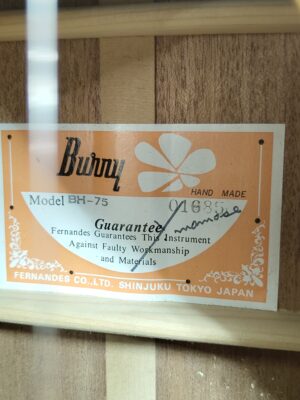 Burny
HAND MADE
Model BH-75 01685
Guarantee
Fernandes Guarantees This Instrument
Against Faulty Workmanship
and Materials
FERNANDES CO., LTD. SHINJUKU TOKYO JAPAN